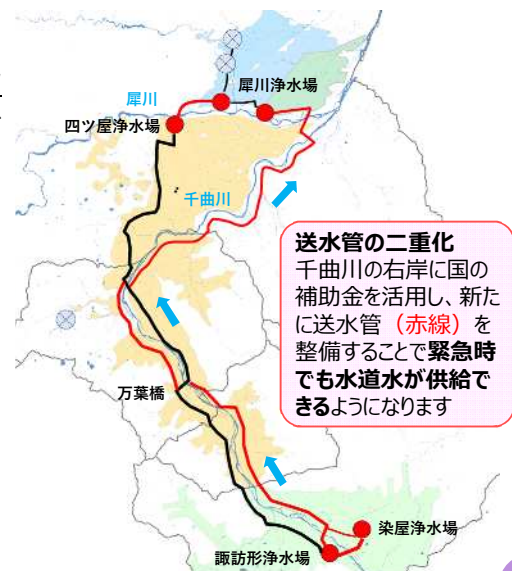 犀川浄水場
犀川
四ツ屋浄水場
千曲川
送水管の二重化
千曲川の右岸に国の
補助金を活用し、新た
に送水管（赤線）を
整備することで緊急時
でも水道水が供給で
きるようになります
万葉橋
染屋浄水場
諏訪形浄水場